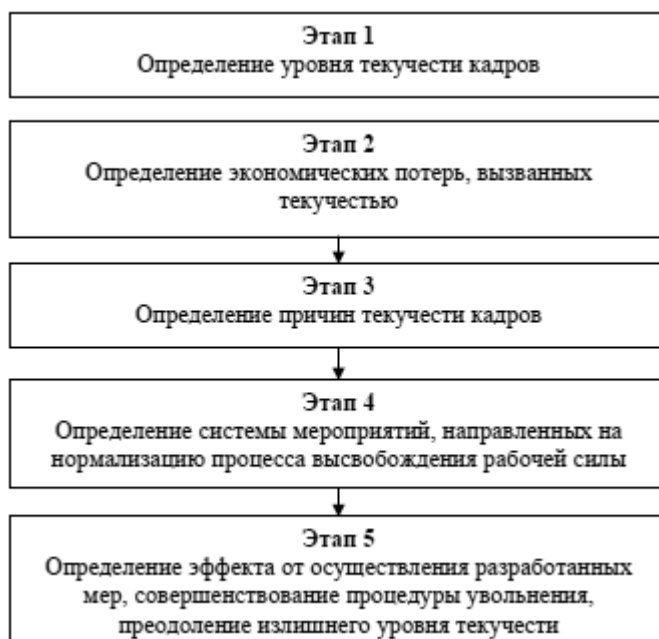 Этап 1
Определение уровня текучести кадров
Этап 2
Определение экономических потерь, вызванных
текучестью
Этап 3
Определение причин текучести кадров
Этап 4
Определение системы мероприятий, направленных на
нормализацию процесса высвобождения рабочей силы
Этап 5
Определение эффекта от осуществления разработанных
мер, совершенствование процедуры увольнения,
преодоление излишнего уровня текучести